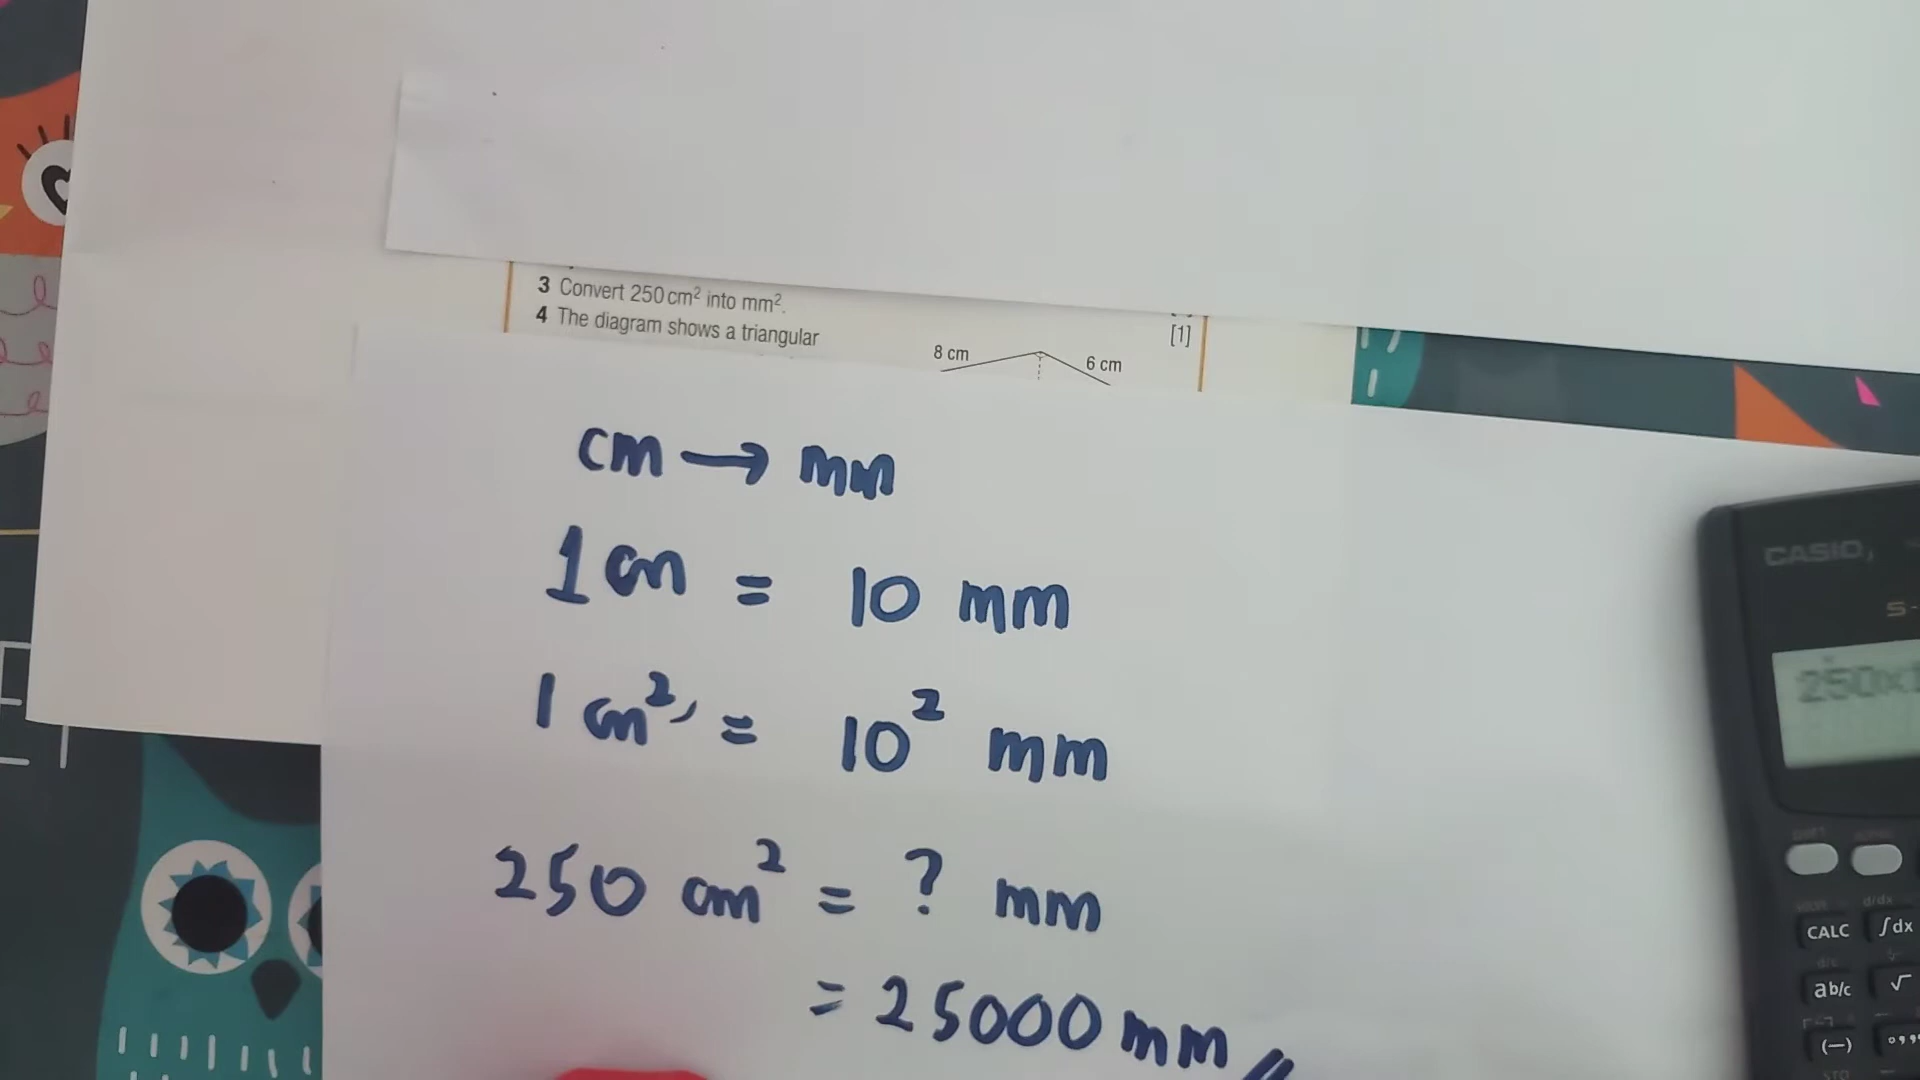 3 Convert 250 cm² into mm².
[1]
4 The diagram shows a triangular
8 cm
6 cm
cm → mm
1 cm = 10 mm
1 cm² = 10² mm
250 cm² = ? mm
= 25000 mm
CASIO
S-
250x1
CALC ∫dx
ab/c √
(—) °,,,